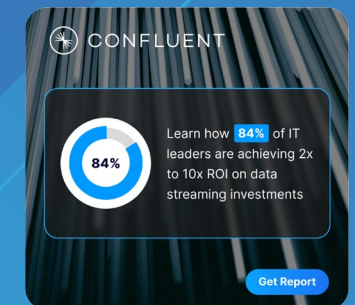 CONFLUENT
84%
Learn how 84% of IT
leaders are achieving 2x
to 10x ROI on data
streaming investments
Get Report